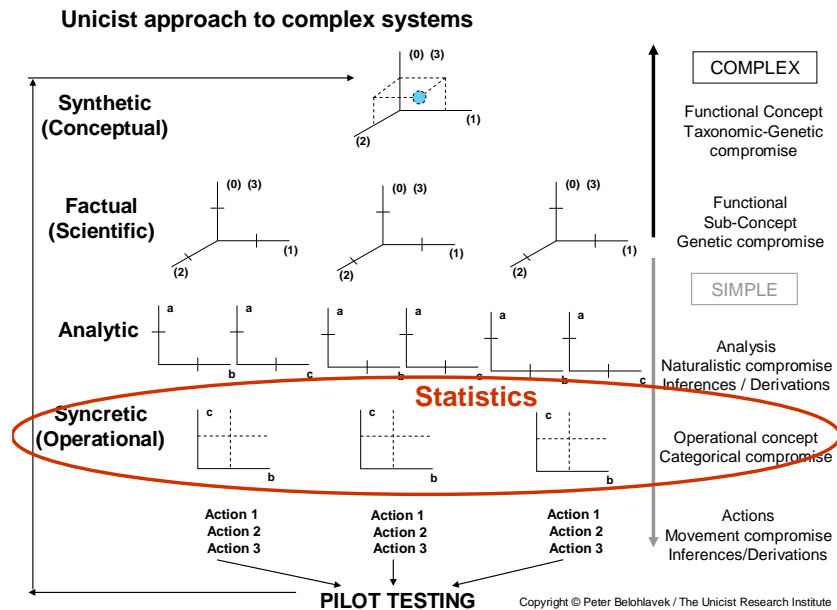 Unicist approach to complex systems
(0) (3)
(1)
(2)
Synthetic
(Conceptual)
COMPLEX
Functional Concept
Taxonomic-Genetic
compromise
Factual
(Scientific)
(0) (3)
(1)
(2)
(0) (3)
(1)
(2)
(0) (3)
(1)
(2)
Functional
Sub-Concept
Genetic compromise
SIMPLE
Analytic
a
b
a
c
a
b
a
c
a
b
a
c
Analysis
Naturalistic compromise
Inferences / Derivations
Statistics
Syncretic
(Operational)
c
b
c
b
c
b
Operational concept
Categorical compromise
Action 1
Action 2
Action 3
Action 1
Action 2
Action 3
Action 1
Action 2
Action 3
Actions
Movement compromise
Inferences/Derivations
PILOT TESTING
Copyright © Peter Belohlavek / The Unicist Research Institute